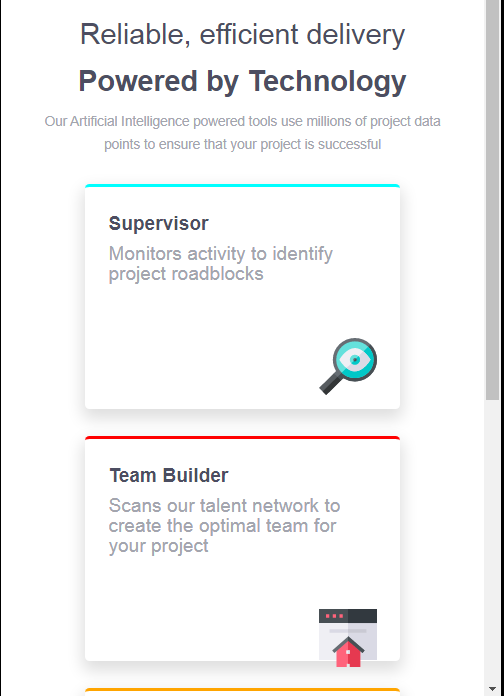 Reliable, efficient delivery
Powered by Technology
Our Artificial Intelligence powered tools use millions of project data
points to ensure that your project is successful
Supervisor
Monitors activity to identify
project roadblocks
Team Builder
Scans our talent network to
create the optimal team for
your project